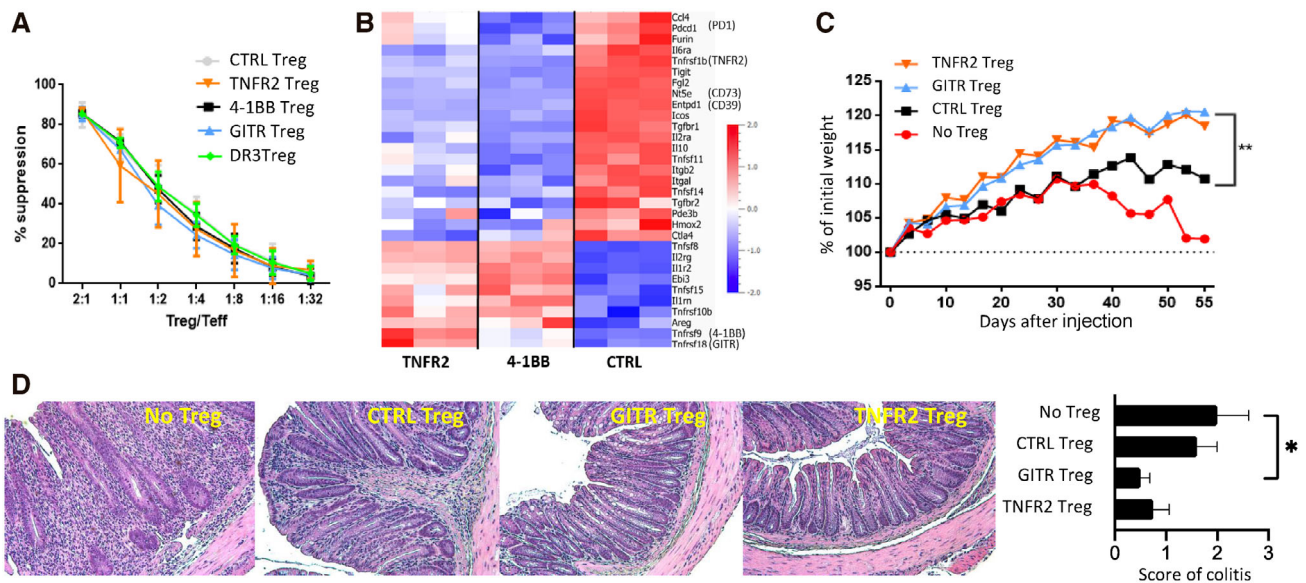 A
CTRL Treg
TNFR2 Treg
4-1BB Treg
GITR Treg
DR3Treg
% suppression
100
80
60
40
20
0
2:1 1:1 1:2 1:4 1:8 1:16 1:32
Treg/Teff
B
Ccl4
Pdcd1 (PD1)
Furin
Il6ra
Tnfrsf1b (TNFR2)
Tigit
Fgl2
Nt5e (CD73)
Entpd1 (CD39)
Icos
Tgfbr1
Il2ra
Il10
Tnfsf11
Itgb2
Itgal
Tnfsf14
Tgfbr2
Pde3b
Hmox2
Ctla4
Tnfsf8
Il2rg
Il1r2
Ebi3
Tnfsf15
Il1rn
Tnfrsf10b
Areg
Tnfrsf9 (4-1BB)
Tnfrsf18 (GITR)
2.0
1.0
0.0
-1.0
-2.0
TNFR2 4-1BB CTRL
C
TNFR2 Treg
GITR Treg
CTRL Treg
No Treg
% of initial weight
125
120
115
110
105
100
95
**
0 10 20 30 40 50 55
Days after injection
D
No Treg
CTRL Treg
GITR Treg
TNFR2 Treg
No Treg
CTRL Treg
GITR Treg
TNFR2 Treg
*
0 1 2 3
Score of colitis